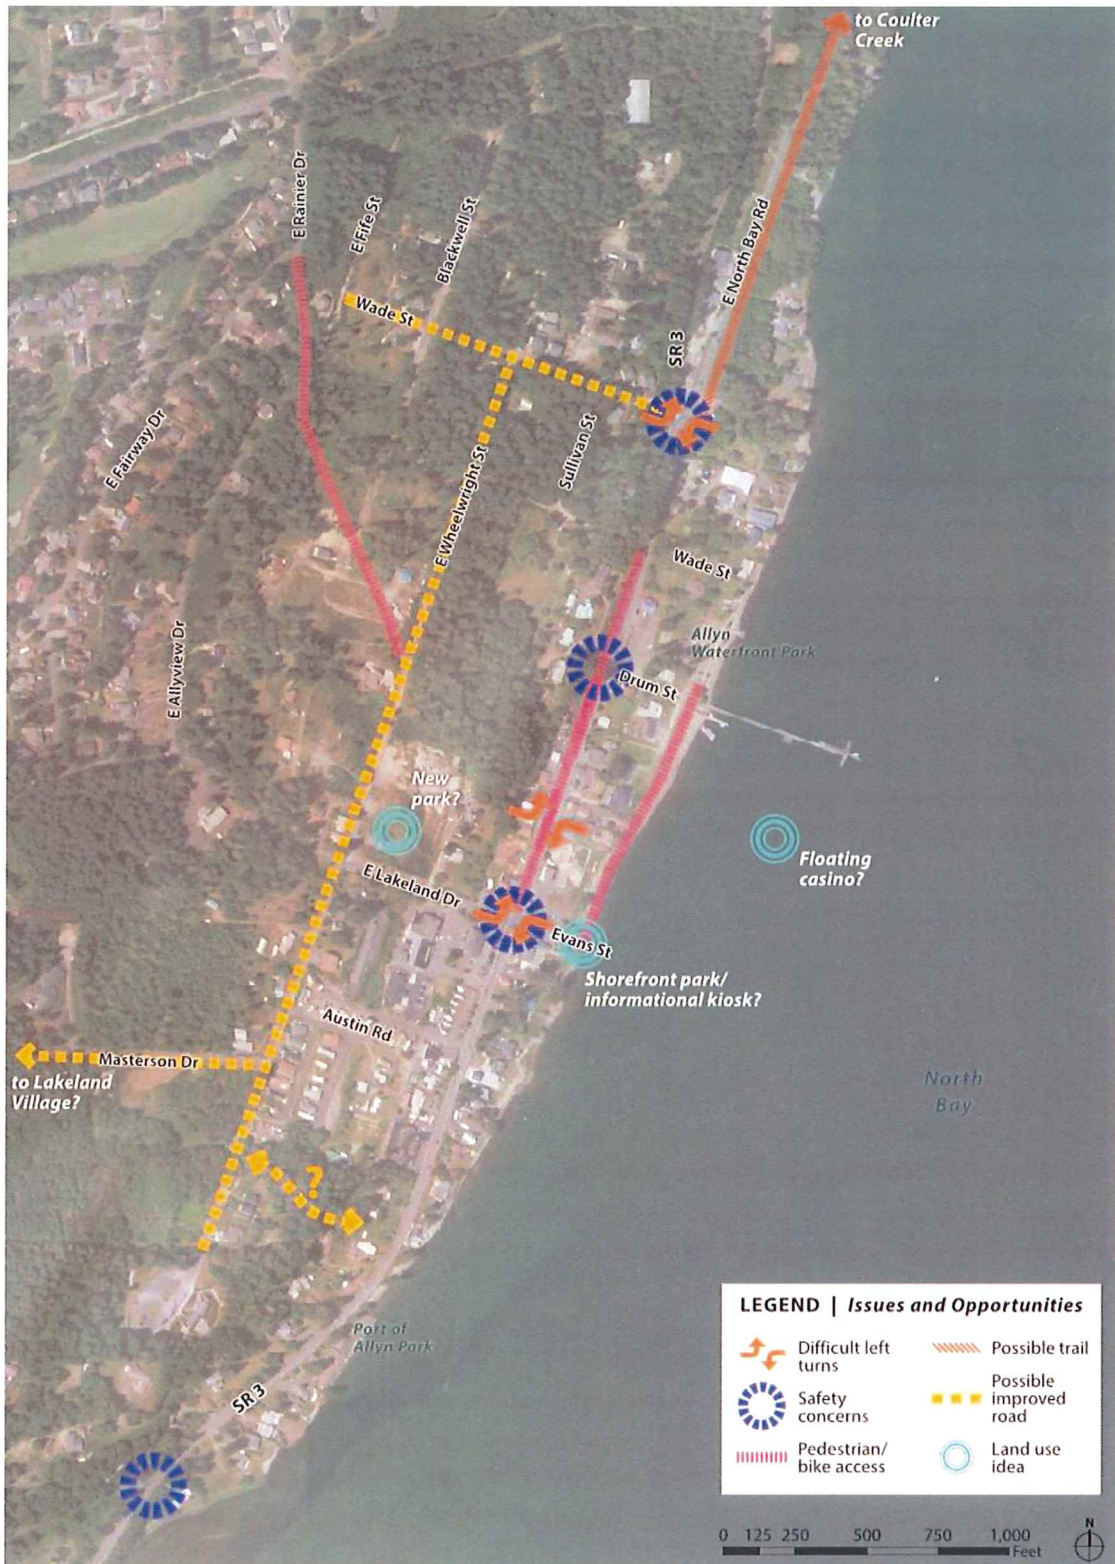 to Coulter
Creek
E Rainier Dr
E Fife St
Blackwell St
E North Bay Rd
Wade St
SR 3
E Fairway Dr
Sullivan St
E Wheelwright St
Wade St
Allyn
Waterfront Park
E Allyview Dr
Drum St
New
park?
Floating
casino?
E Lakeland Dr
Evans St
Shorefront park/
informational kiosk?
Austin Rd
Masterson Dr
to Lakeland
Village?
North
Bay
?
Port of
Allyn Park
SR 3
LEGEND | Issues and Opportunities
Difficult left
turns
Safety
concerns
Pedestrian/
bike access
Possible trail
Possible
improved
road
Land use
idea
0 125 250 500 750 1,000
Feet
N